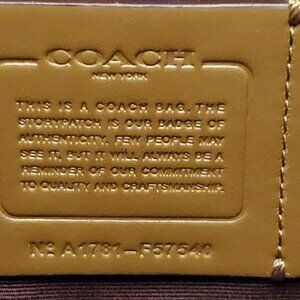 COACH
NEW YORK
THIS IS A COACH BAG. THE
STORYPATCH IS OUR BADGE OF
AUTHENTICITY. FEW PEOPLE MAY
SEE IT, BUT IT WILL ALWAYS BE A
REMINDER OF OUR COMMITMENT
TO QUALITY AND CRAFTSMANSHIP.
Nº A1781-F57540